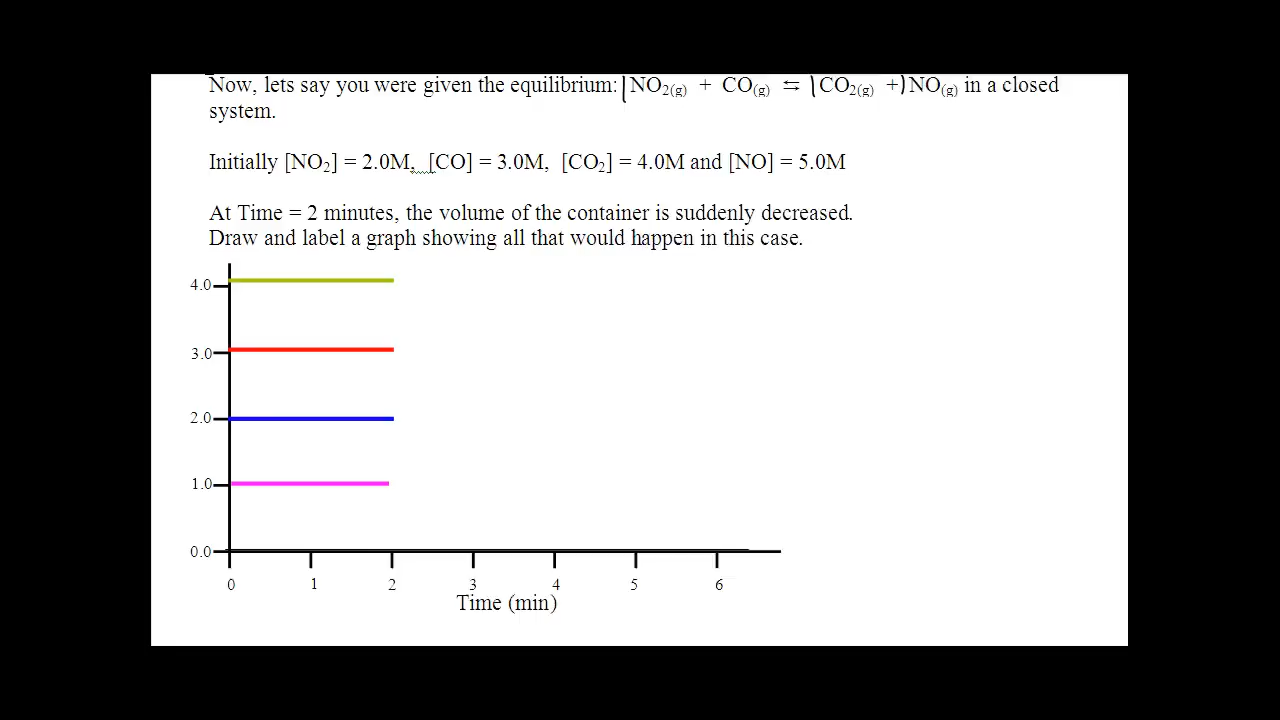 Now, lets say you were given the equilibrium: NO2(g) + CO(g) ⇆ CO2(g) + NO(g) in a closed
system.
Initially [NO2] = 2.0M, [CO] = 3.0M, [CO2] = 4.0M and [NO] = 5.0M
At Time = 2 minutes, the volume of the container is suddenly decreased.
Draw and label a graph showing all that would happen in this case.
4.0
3.0
2.0
1.0
0.0
0 1 2 3 4 5 6
Time (min)